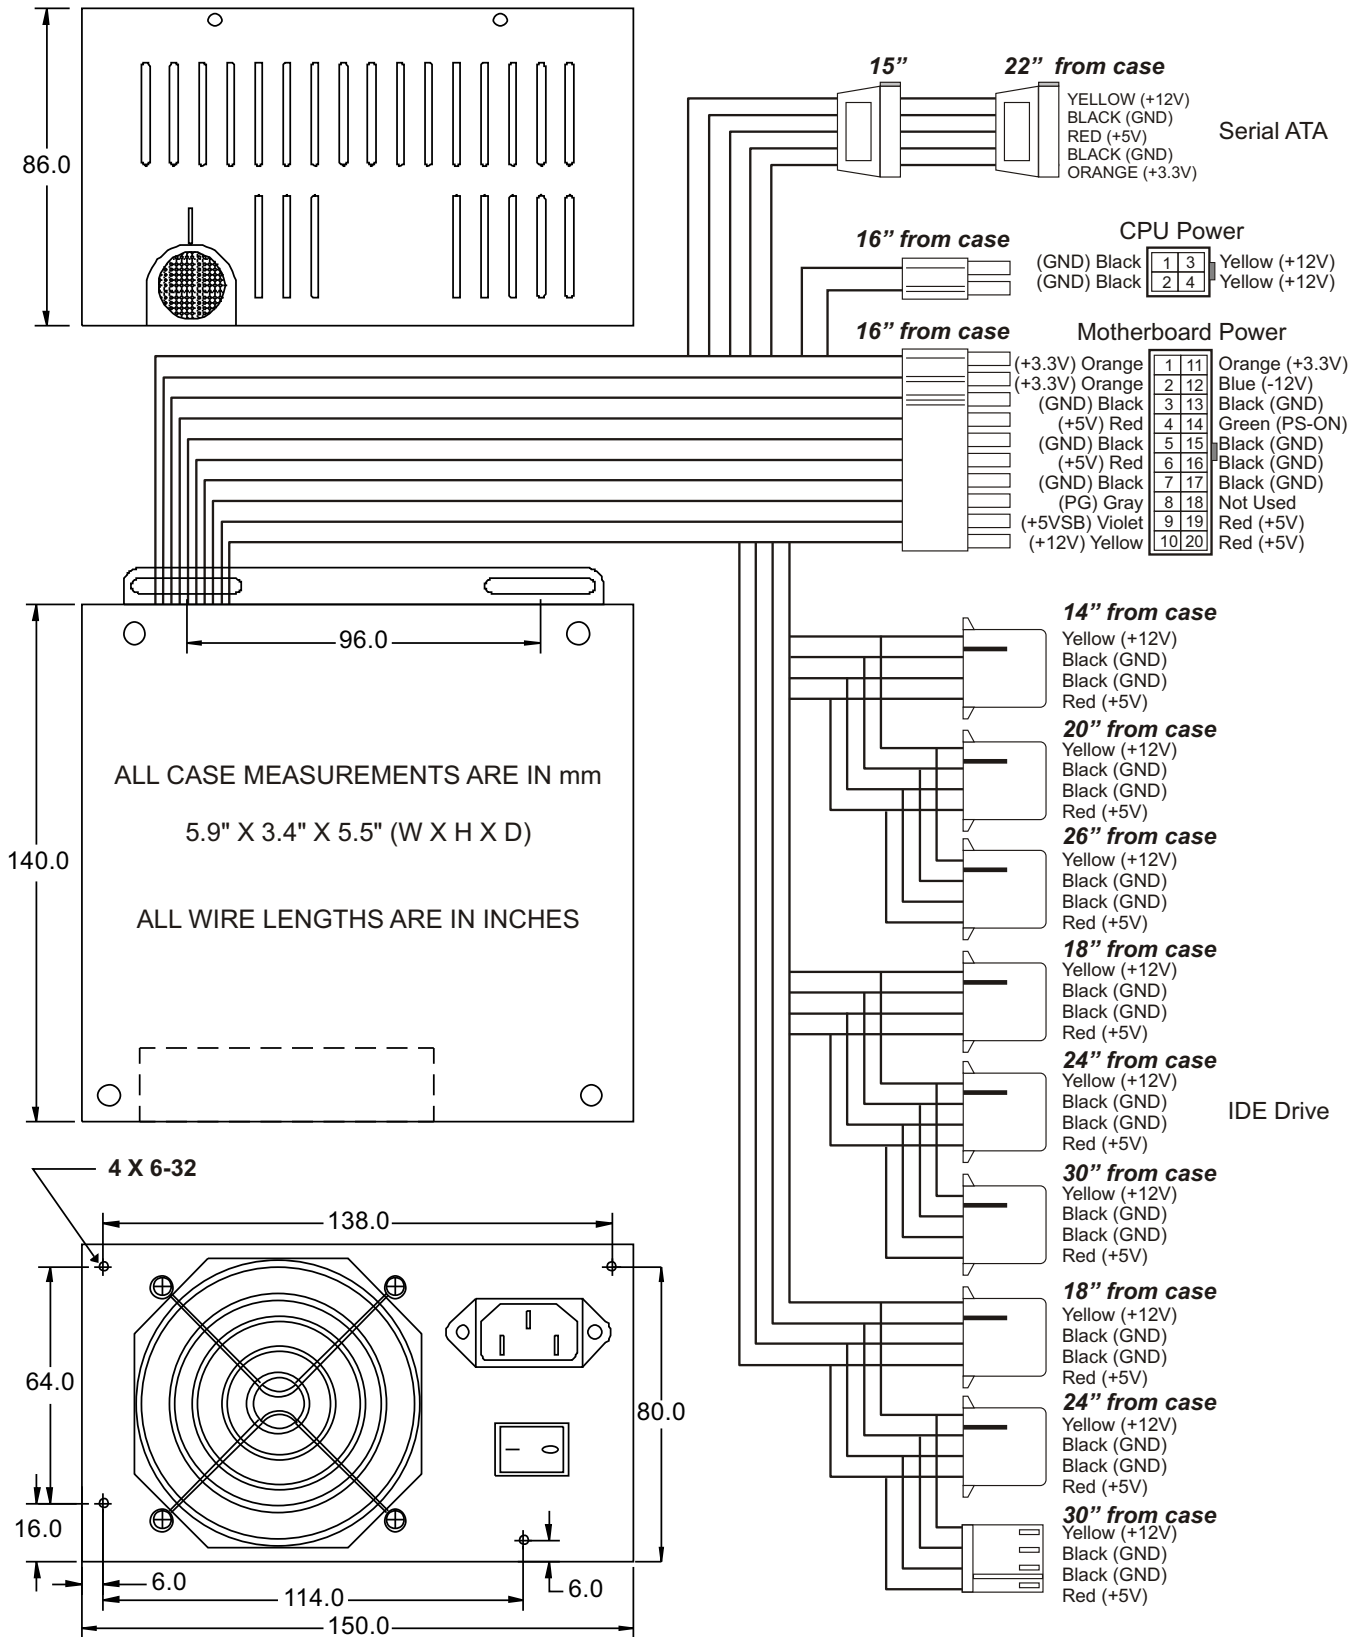 86.0
15” 22” from case
YELLOW (+12V)
BLACK (GND)
RED (+5V)
BLACK (GND)
ORANGE (+3.3V)
Serial ATA
16” from case
CPU Power
(GND) Black 1 3 Yellow (+12V)
(GND) Black 2 4 Yellow (+12V)
16” from case
Motherboard Power
(+3.3V) Orange 1 11 Orange (+3.3V)
(+3.3V) Orange 2 12 Blue (-12V)
(GND) Black 3 13 Black (GND)
(+5V) Red 4 14 Green (PS-ON)
(GND) Black 5 15 Black (GND)
(+5V) Red 6 16 Black (GND)
(GND) Black 7 17 Black (GND)
(PG) Gray 8 18 Not Used
(+5VSB) Violet 9 19 Red (+5V)
(+12V) Yellow 10 20 Red (+5V)
96.0
ALL CASE MEASUREMENTS ARE IN mm
5.9" X 3.4" X 5.5" (W X H X D)
140.0
ALL WIRE LENGTHS ARE IN INCHES
14” from case
Yellow (+12V)
Black (GND)
Black (GND)
Red (+5V)
20” from case
Yellow (+12V)
Black (GND)
Black (GND)
Red (+5V)
26” from case
Yellow (+12V)
Black (GND)
Black (GND)
Red (+5V)
18” from case
Yellow (+12V)
Black (GND)
Black (GND)
Red (+5V)
24” from case
Yellow (+12V)
Black (GND)
Black (GND)
Red (+5V)
IDE Drive
30” from case
Yellow (+12V)
Black (GND)
Black (GND)
Red (+5V)
18” from case
Yellow (+12V)
Black (GND)
Black (GND)
Red (+5V)
24” from case
Yellow (+12V)
Black (GND)
Black (GND)
Red (+5V)
30” from case
Yellow (+12V)
Black (GND)
Black (GND)
Red (+5V)
4 X 6-32
138.0
64.0
80.0
16.0
6.0
114.0
6.0
150.0